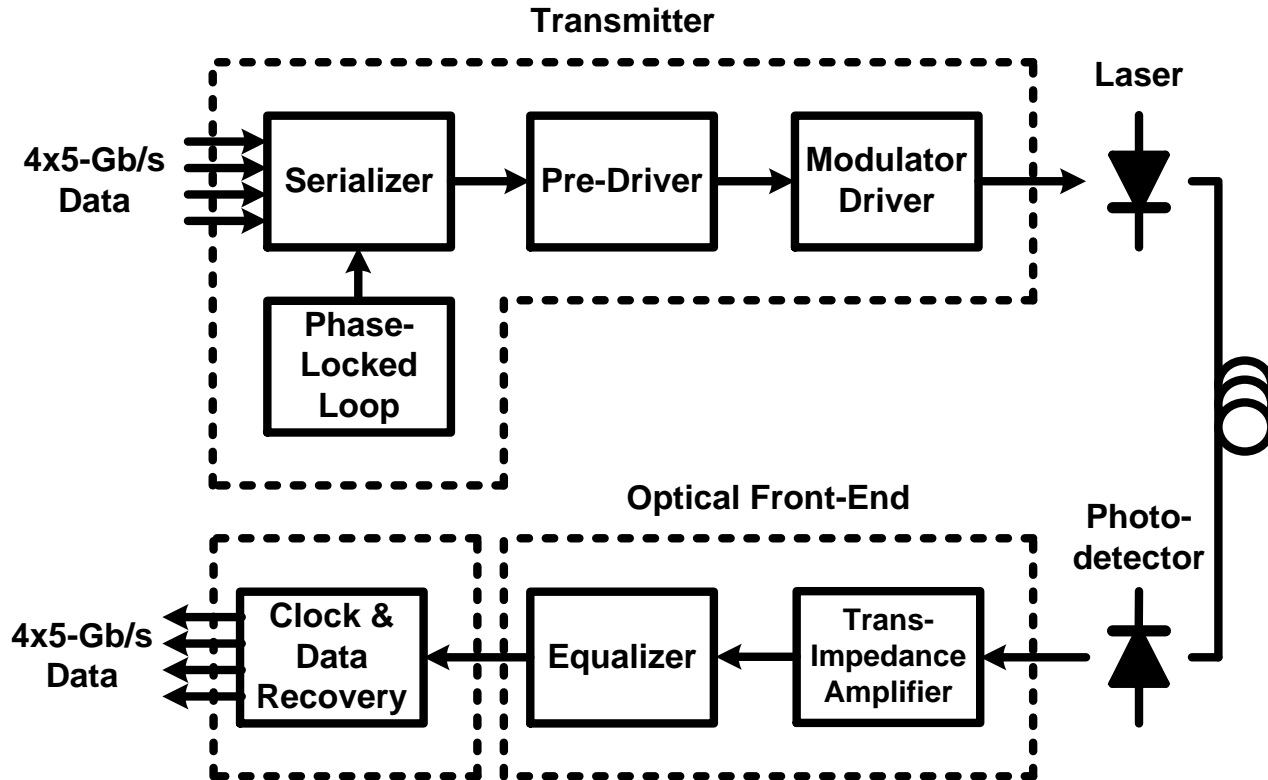 Transmitter
Laser
4x5-Gb/s
Data
Serializer
Pre-Driver
Modulator
Driver
Phase-
Locked
Loop
Optical Front-End
Photo-
detector
4x5-Gb/s
Data
Clock &
Data
Recovery
Equalizer
Trans-
Impedance
Amplifier